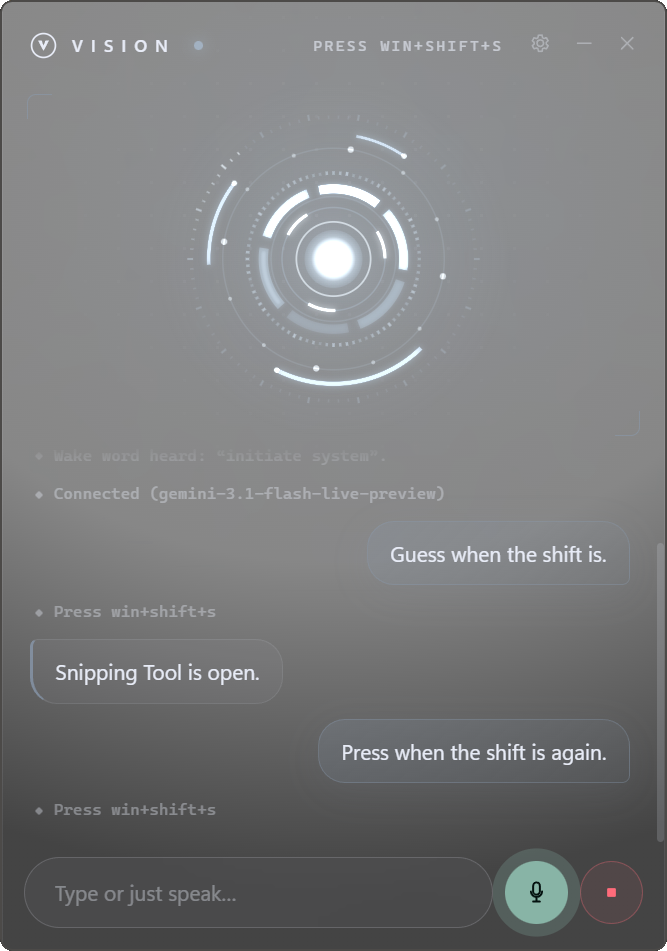 V VISION
PRESS WIN+SHIFT+S
Wake word heard: "initiate system".
Connected (gemini-3.1-flash-live-preview)
Guess when the shift is.
Press win+shift+s
Snipping Tool is open.
Press when the shift is again.
Press win+shift+s
Type or just speak...